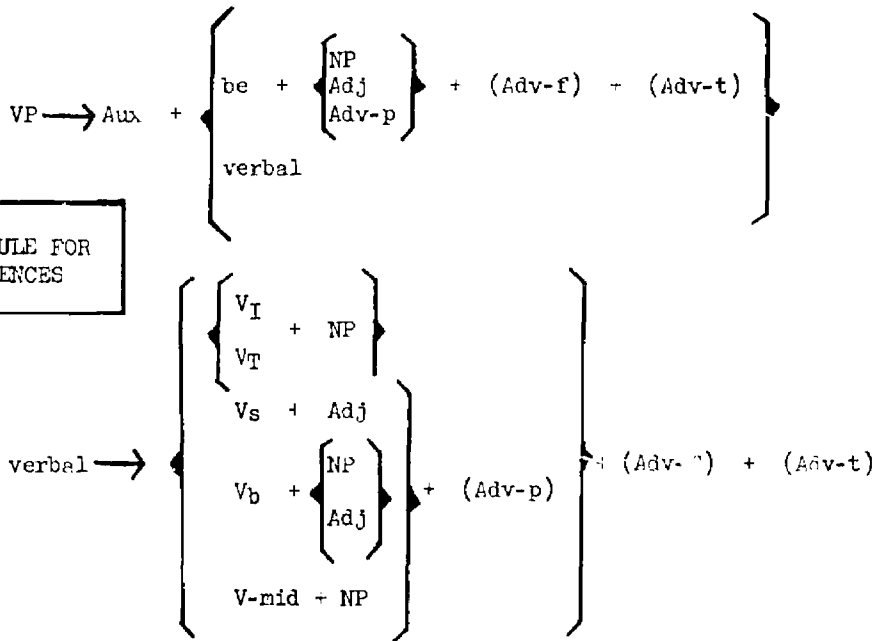 NP
be + Adj + (Adv-f) + (Adv-t)
VP → Aux + Adv-p
verbal
ULE FOR
ENCES
V_I
+ NP
V_T
Vs + Adj
NP
verbal → Vb + + (Adv-p) + (Adv- ) + (Adv-t)
Adj
V-mid + NP